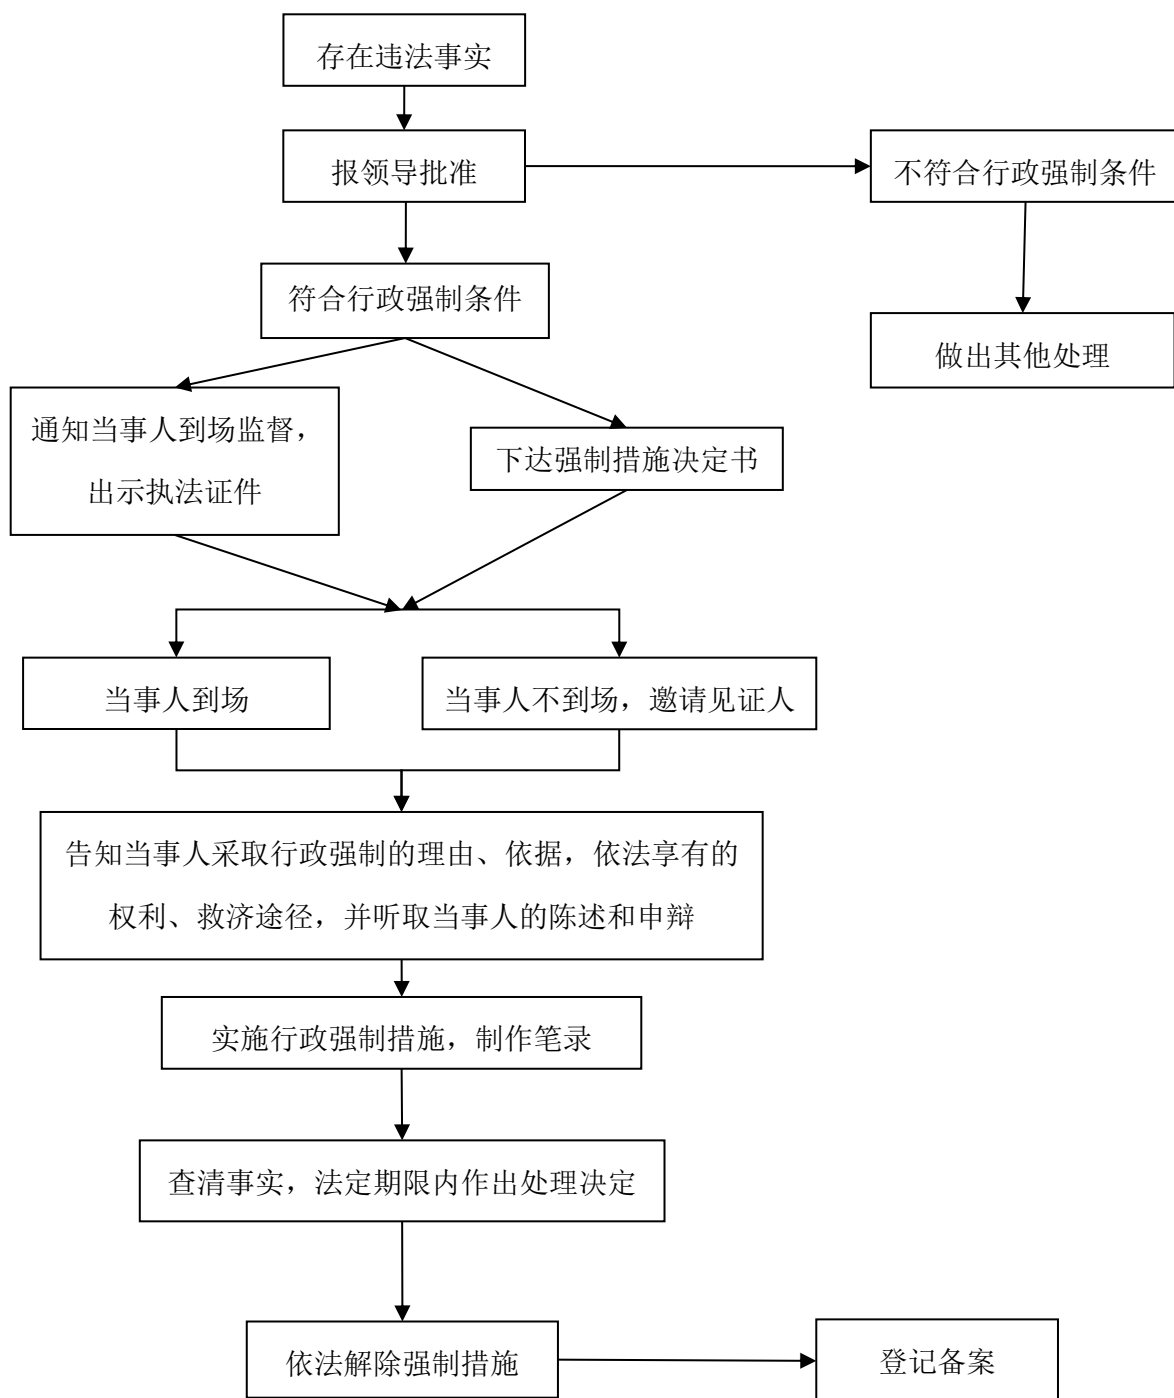 存在违法事实
报领导批准
不符合行政强制条件
符合行政强制条件
做出其他处理
通知当事人到场监督，
出示执法证件
下达强制措施决定书
当事人到场
当事人不到场，邀请见证人
告知当事人采取行政强制的理由、依据，依法享有的
权利、救济途径，并听取当事人的陈述和申辩
实施行政强制措施，制作笔录
查清事实，法定期限内作出处理决定
依法解除强制措施
登记备案